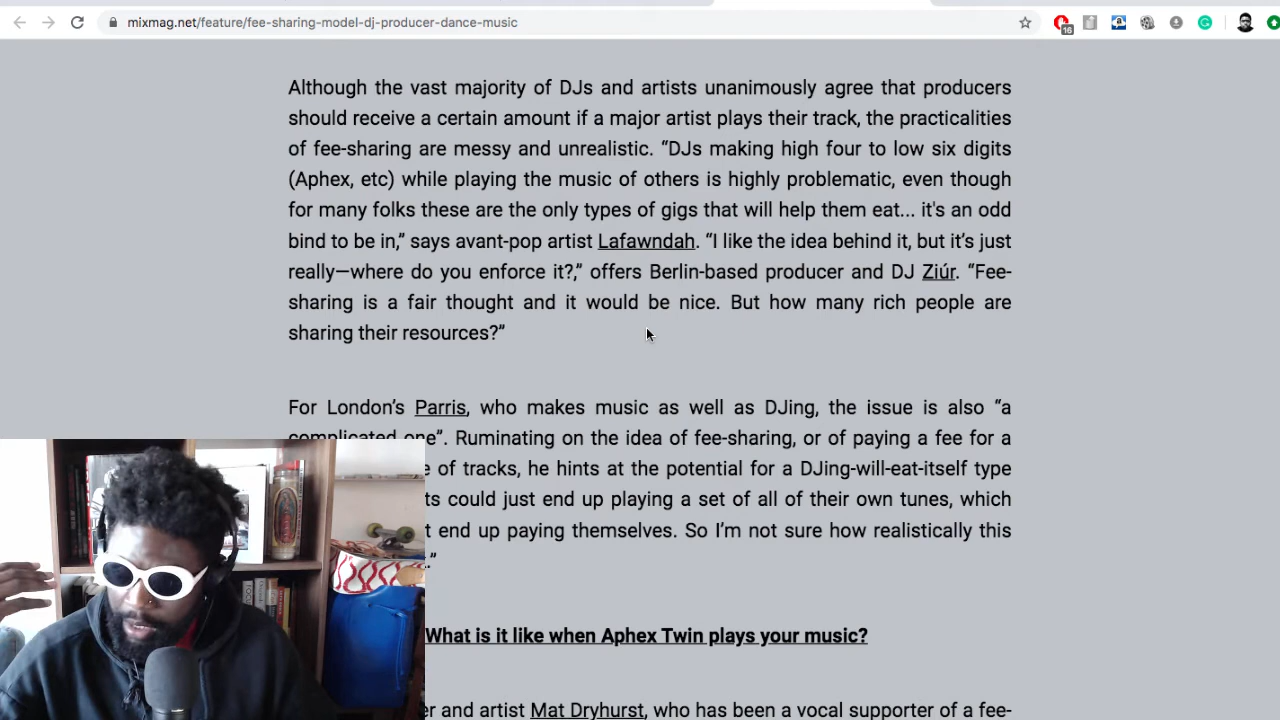 mixmag.net/feature/fee-sharing-model-dj-producer-dance-music
16
Although the vast majority of DJs and artists unanimously agree that producers
should receive a certain amount if a major artist plays their track, the practicalities
of fee-sharing are messy and unrealistic. “DJs making high four to low six digits
(Aphex, etc) while playing the music of others is highly problematic, even though
for many folks these are the only types of gigs that will help them eat... it's an odd
bind to be in,” says avant-pop artist Lafawndah. “I like the idea behind it, but it’s just
really—where do you enforce it?,” offers Berlin-based producer and DJ Ziúr. “Fee-
sharing is a fair thought and it would be nice. But how many rich people are
sharing their resources?”
For London’s Parris, who makes music as well as DJing, the issue is also “a
complicated one”. Ruminating on the idea of fee-sharing, or of paying a fee for a
of tracks, he hints at the potential for a DJing-will-eat-itself type
could just end up playing a set of all of their own tunes, which
end up paying themselves. So I’m not sure how realistically this
.”
What is it like when Aphex Twin plays your music?
and artist Mat Dryhurst, who has been a vocal supporter of a fee-